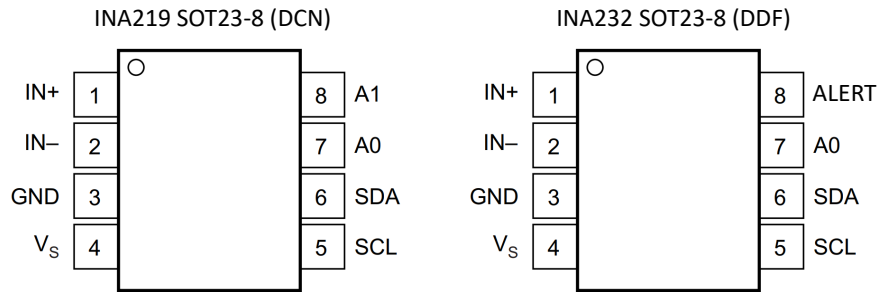 INA219 SOT23-8 (DCN)
IN+ 1 8 A1
IN– 2 7 A0
GND 3 6 SDA
VS 4 5 SCL
INA232 SOT23-8 (DDF)
IN+ 1 8 ALERT
IN– 2 7 A0
GND 3 6 SDA
VS 4 5 SCL